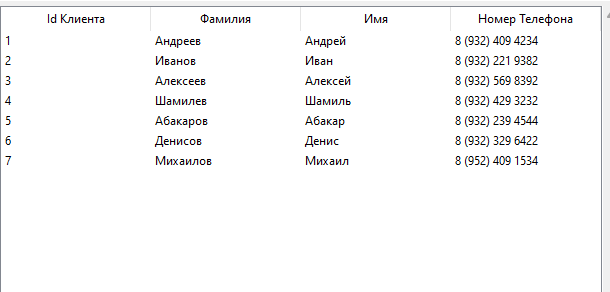 Id Клиента Фамилия Имя Номер Телефона
1 Андреев Андрей 8 (932) 409 4234
2 Иванов Иван 8 (932) 221 9382
3 Алексеев Алексей 8 (932) 569 8392
4 Шамилев Шамиль 8 (932) 429 3232
5 Абакаров Абакар 8 (932) 239 4544
6 Денисов Денис 8 (932) 329 6422
7 Михаилов Михаил 8 (952) 409 1534